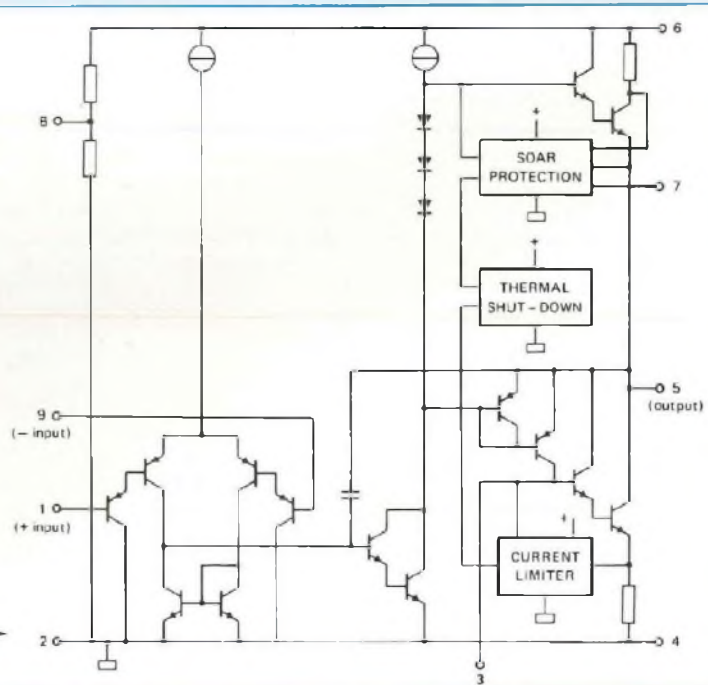 6
8
+
SOAR
PROTECTION
7
+
THERMAL
SHUT-DOWN
9
(- input)
5
(output)
1
(+ input)
+
CURRENT
LIMITER
2
4
3